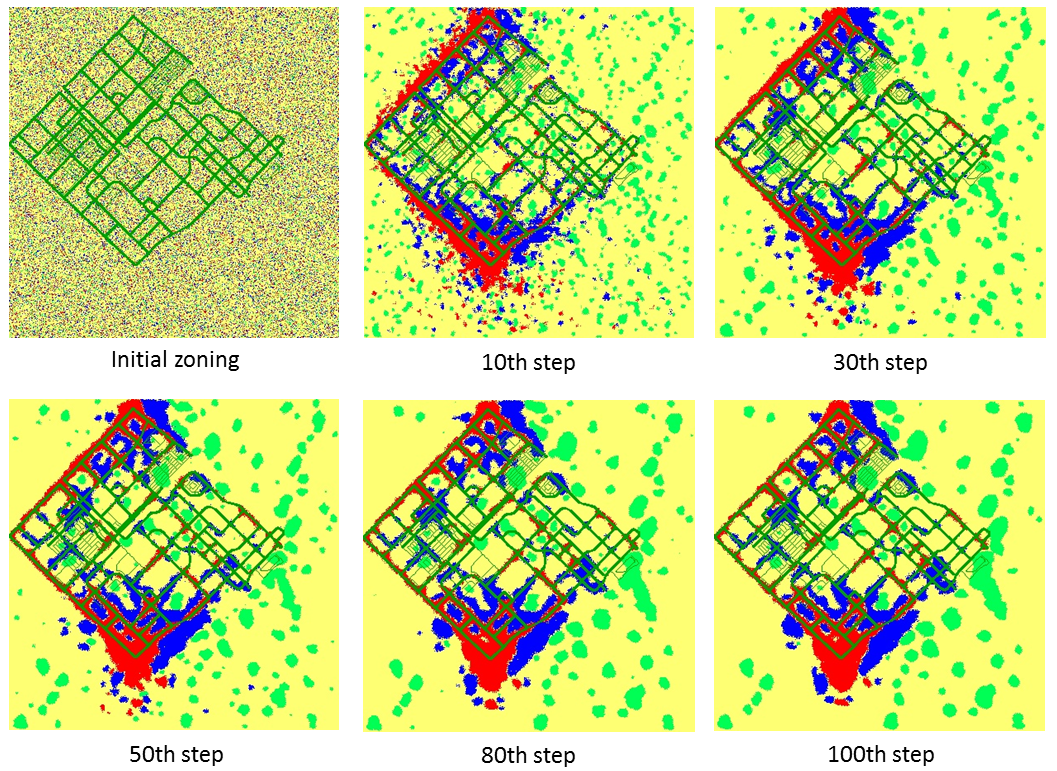 Initial zoning
10th step
30th step
50th step
80th step
100th step